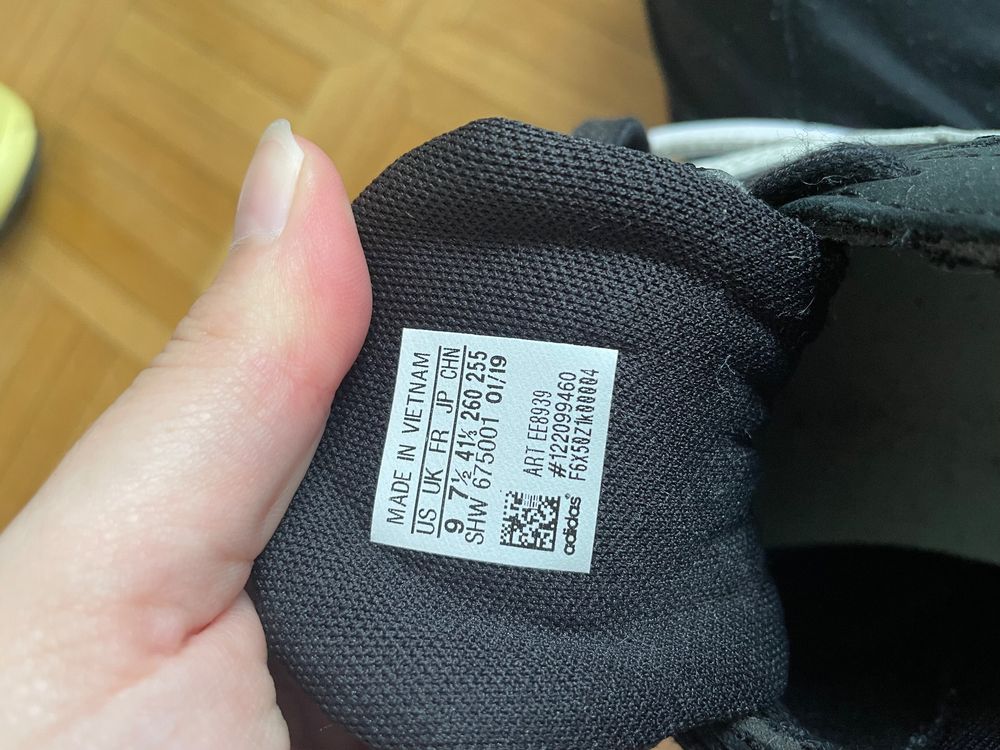 MADE IN VIETNAM
US UK FR JP CHN
9 7½ 41⅓ 260 255
SHW 675001 01/19
ART EE8939
#122099460
F6X50Z1k00004
adidas®